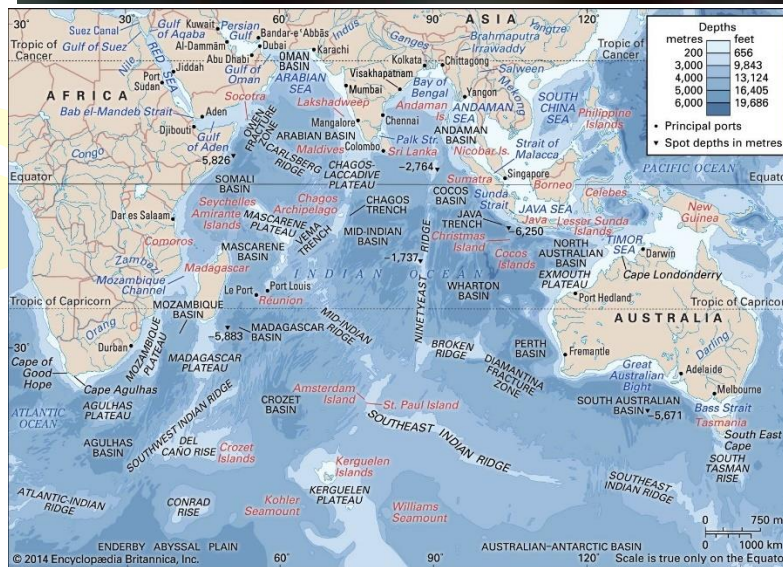 30°
60°
90°
120°
ASIA
Suez Canal
Gulf of Aqaba
Gulf of Suez
Kuwait
Persian Gulf
Bandar-e 'Abbās
Al-Dammām
Dubai
Abu Dhabi
Gulf of Oman
OMAN BASIN
Karachi
Indus
Ganges
Brahmaputra
Irrawaddy
Yangtze
Tropic of Cancer
Tropic of Cancer
Nile
RED SEA
Jiddah
Port Sudan
ARABIAN SEA
Kolkata
Chittagong
Visakhapatnam
Mumbai
Bay of Bengal
Yangon
Salween
Mekong
SOUTH CHINA SEA
Philippine Islands
AFRICA
Socotra
Aden
Bab el-Mandeb Strait
Djibouti
Gulf of Aden
OWEN FRACTURE ZONE
Lakshadweep
Mangalore
Chennai
Andaman Is.
ANDAMAN SEA
ANDAMAN BASIN
ARABIAN BASIN
Maldives
Colombo
Palk Str.
Sri Lanka
Nicobar Is.
Strait of Malacca
Congo
-5,826
CARLSBERG RIDGE
CHAGOS-LACCADIVE PLATEAU
-2,764
Sumatra
Singapore
Borneo
Celebes
PACIFIC OCEAN
Equator
Equator
SOMALI BASIN
Dar es Salaam
Seychelles
Amirante Islands
Chagos Archipelago
CHAGOS TRENCH
COCOS BASIN
Sunda Strait
JAVA SEA
Java
Lesser Sunda Islands
New Guinea
MASCARENE PLATEAU
VEMA TRENCH
JAVA TRENCH
-6,250
Comoros
MASCARENE BASIN
MID-INDIAN BASIN
Christmas Island
Cocos Islands
NORTH AUSTRALIAN BASIN
TIMOR SEA
Darwin
Cape Londonderry
Zambezi
Madagascar
Mozambique Channel
INDIAN OCEAN
-1,737
NINETYEAST RIDGE
WHARTON BASIN
EXMOUTH PLATEAU
Tropic of Capricorn
Tropic of Capricorn
Le Port
Port Louis
Réunion
Port Hedland
AUSTRALIA
Orang
MOZAMBIQUE BASIN
MOZAMBIQUE PLATEAU
-5,883
MADAGASCAR BASIN
MID-INDIAN RIDGE
Durban
-30°
30°
MADAGASCAR PLATEAU
BROKEN RIDGE
PERTH BASIN
Fremantle
Darling
Cape of Good Hope
Cape Agulhas
DIAMANTINA FRACTURE ZONE
Great Australian Bight
Adelaide
Melbourne
AGULHAS PLATEAU
SOUTHWEST INDIAN RIDGE
CROZET BASIN
Amsterdam Island
St. Paul Island
SOUTHEAST INDIAN RIDGE
SOUTH AUSTRALIAN BASIN
-5,671
Bass Strait
Tasmania
South East Cape
ATLANTIC OCEAN
AGULHAS BASIN
DEL CAÑO RISE
Crozet Islands
Kerguelen Islands
KERGUELEN PLATEAU
SOUTH TASMAN RISE
SOUTHEAST INDIAN RIDGE
ATLANTIC-INDIAN RIDGE
CONRAD RISE
Kohler Seamount
Williams Seamount
ENDERBY ABYSSAL PLAIN
AUSTRALIAN-ANTARCTIC BASIN
60°
90°
120°
Depths
metres feet
200 656
3,000 9,843
4,000 13,124
5,000 16,405
6,000 19,686
• Principal ports
▾ Spot depths in metres
0 750 mi
0 1000 km
Scale is true only on the Equator
© 2014 Encyclopædia Britannica, Inc.